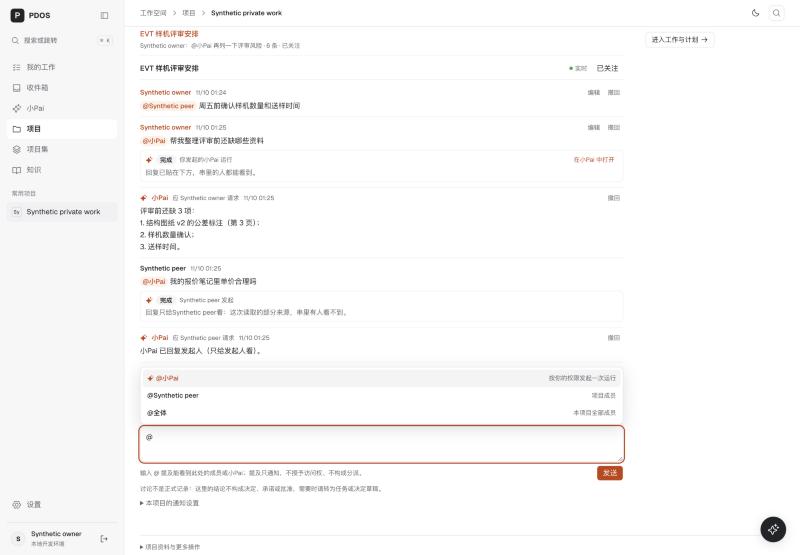 P PDOS
搜索或跳转 ⌘ K
我的工作
收件箱
小Pai
项目
项目集
知识
常用项目
Sy Synthetic private work
设置
S Synthetic owner
本地开发环境
工作空间 > 项目 > Synthetic private work
EVT 样机评审安排
Synthetic owner: @小Pai 再列一下评审风险 · 6 条 · 已关注
进入工作与计划 →
EVT 样机评审安排 实时 已关注
Synthetic owner 11/10 01:24 编辑 撤回
@Synthetic peer 周五前确认样机数量和送样时间
Synthetic owner 11/10 01:25 编辑 撤回
@小Pai 帮我整理评审前还缺哪些资料
完成 你发起的小Pai 运行 在小Pai 中打开
回复已贴在下方，串里的人都能看到。
小Pai 应 Synthetic owner 请求 11/10 01:25 撤回
评审前还缺 3 项：
1. 结构图纸 v2 的公差标注（第 3 页）；
2. 样机数量确认；
3. 送样时间。
Synthetic peer 11/10 01:25
@小Pai 我的报价笔记里单价合理吗
完成 Synthetic peer 发起
回复只给Synthetic peer看：这次读取的部分来源，串里有人看不到。
小Pai 应 Synthetic peer 请求 11/10 01:25 撤回
小Pai 已回复发起人（只给发起人看）。
@小Pai 按你的权限发起一次运行
@Synthetic peer 项目成员
@全体 本项目全部成员
@
输入 @ 提及能看到此处的成员或小Pai；提及只通知，不授予访问权、不构成分派。 发送
讨论不是正式记录：这里的结论不构成决定、承诺或批准，需要时请转为任务或决策草稿。
▶ 本项目的通知设置
▶ 项目资料与更多操作